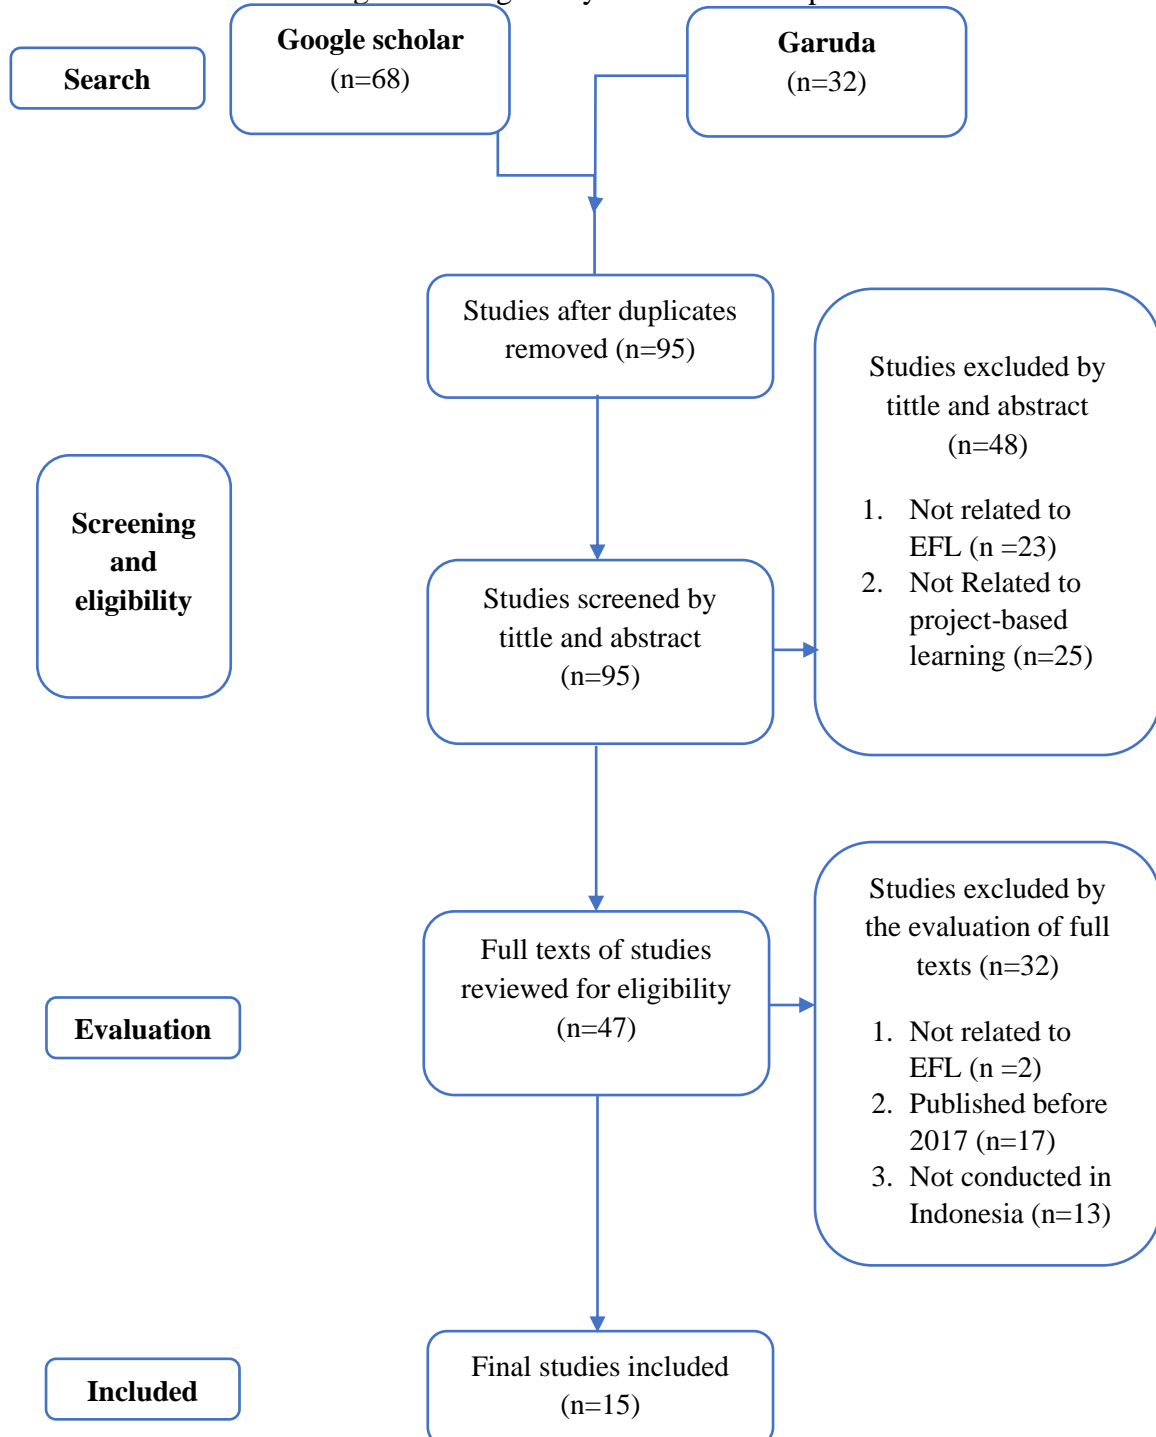 Google scholar
(n=68)
Garuda
(n=32)
Search
Studies after duplicates
removed (n=95)
Studies excluded by
tittle and abstract
(n=48)
1. Not related to
EFL (n =23)
2. Not Related to
project-based
learning (n=25)
Screening
and
eligibility
Studies screened by
tittle and abstract
(n=95)
Studies excluded by
the evaluation of full
texts (n=32)
1. Not related to
EFL (n =2)
2. Published before
2017 (n=17)
3. Not conducted in
Indonesia (n=13)
Full texts of studies
reviewed for eligibility
(n=47)
Evaluation
Final studies included
(n=15)
Included